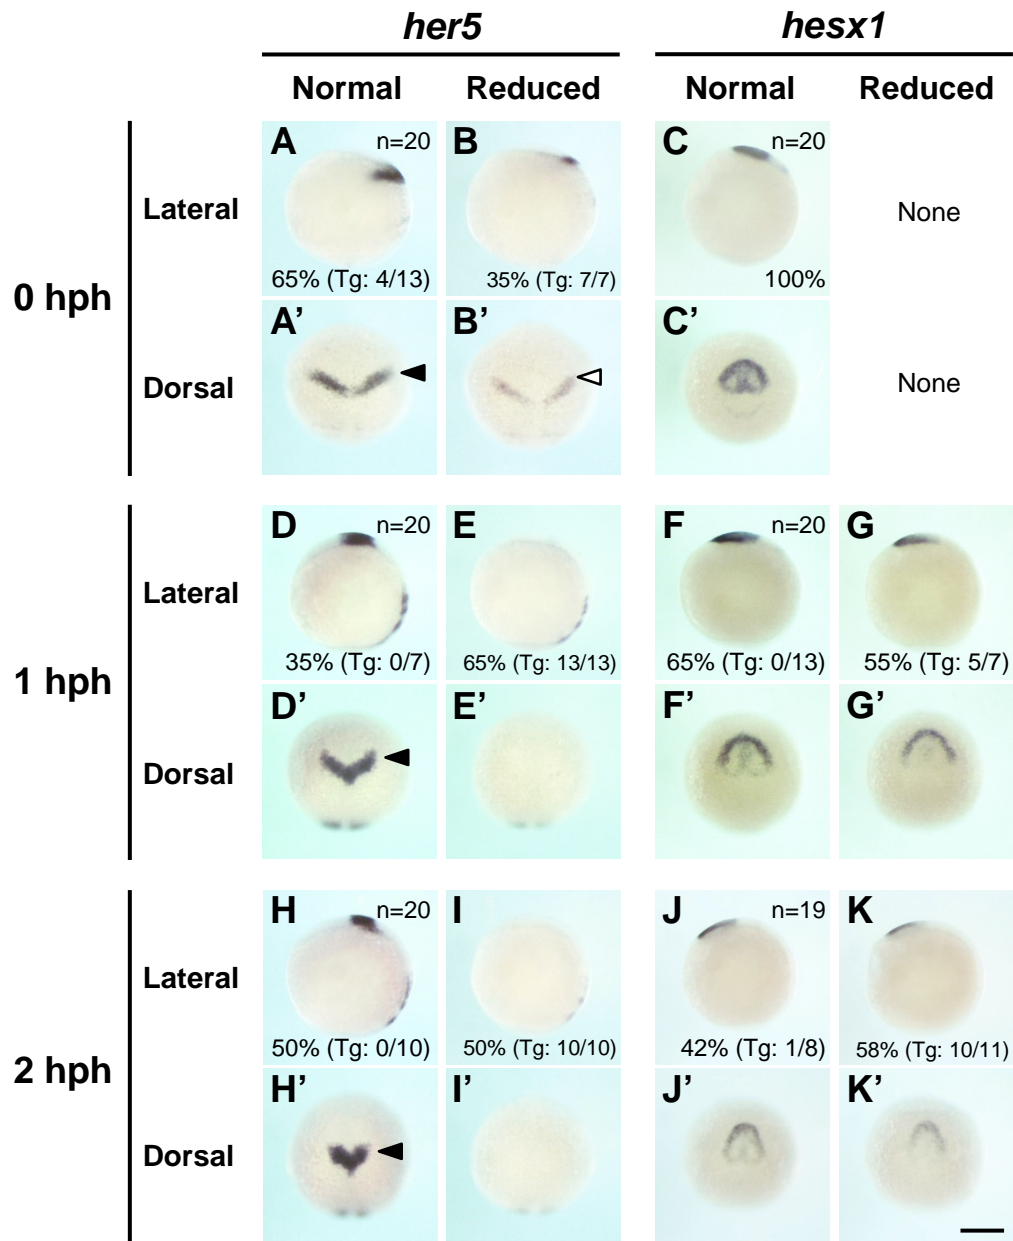 her5 hesx1
Normal Reduced Normal Reduced
0 hph
Lateral
A n=20
65% (Tg: 4/13)
B
35% (Tg: 7/7)
C n=20
100%
None
Dorsal
A’
B’
C’
None
1 hph
Lateral
D n=20
35% (Tg: 0/7)
E
65% (Tg: 13/13)
F n=20
65% (Tg: 0/13)
G
55% (Tg: 5/7)
Dorsal
D’
E’
F’
G’
2 hph
Lateral
H n=20
50% (Tg: 0/10)
I
50% (Tg: 10/10)
J n=19
42% (Tg: 1/8)
K
58% (Tg: 10/11)
Dorsal
H’
I’
J’
K’